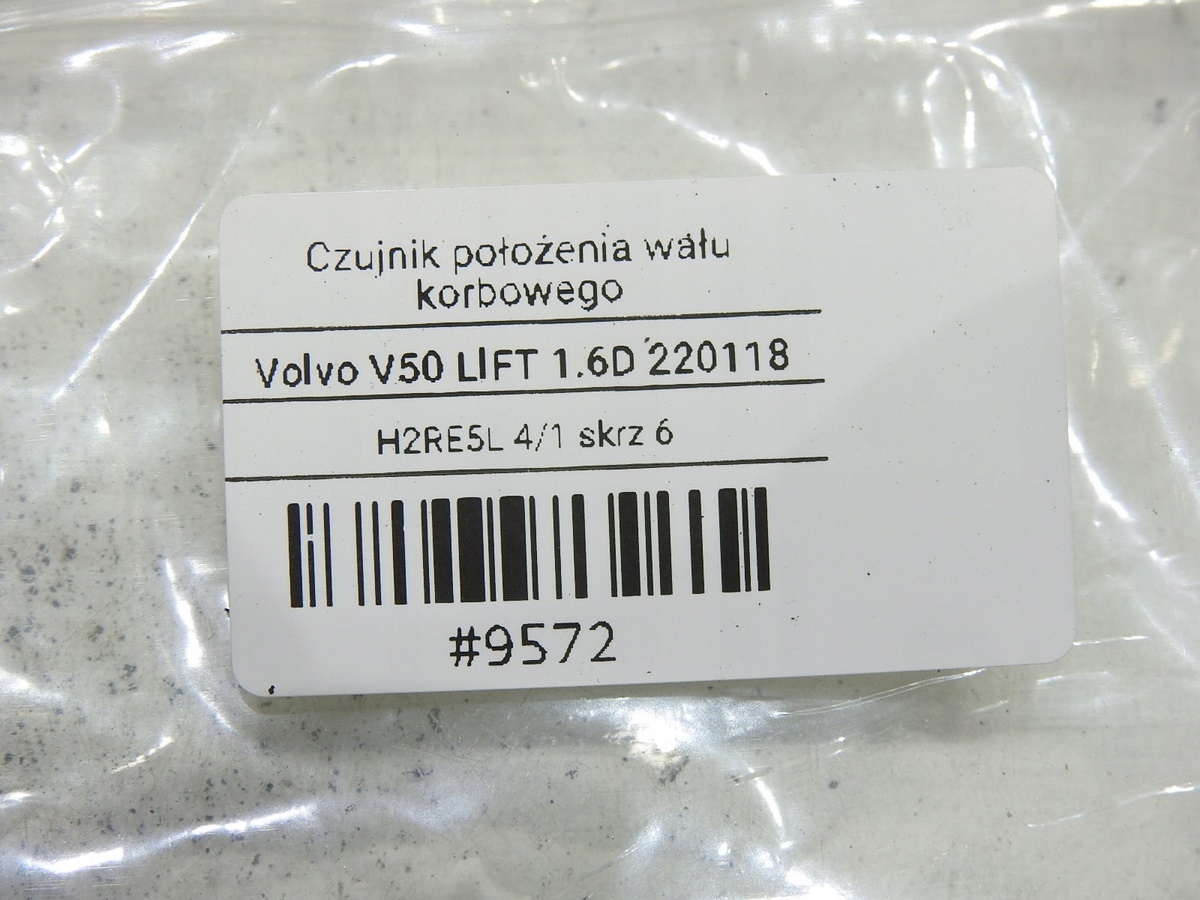 Czujnik położenia wału
korbowego
Volvo V50 LIFT 1.6D 220118
H2RE5L 4/1 skrz 6
#9572